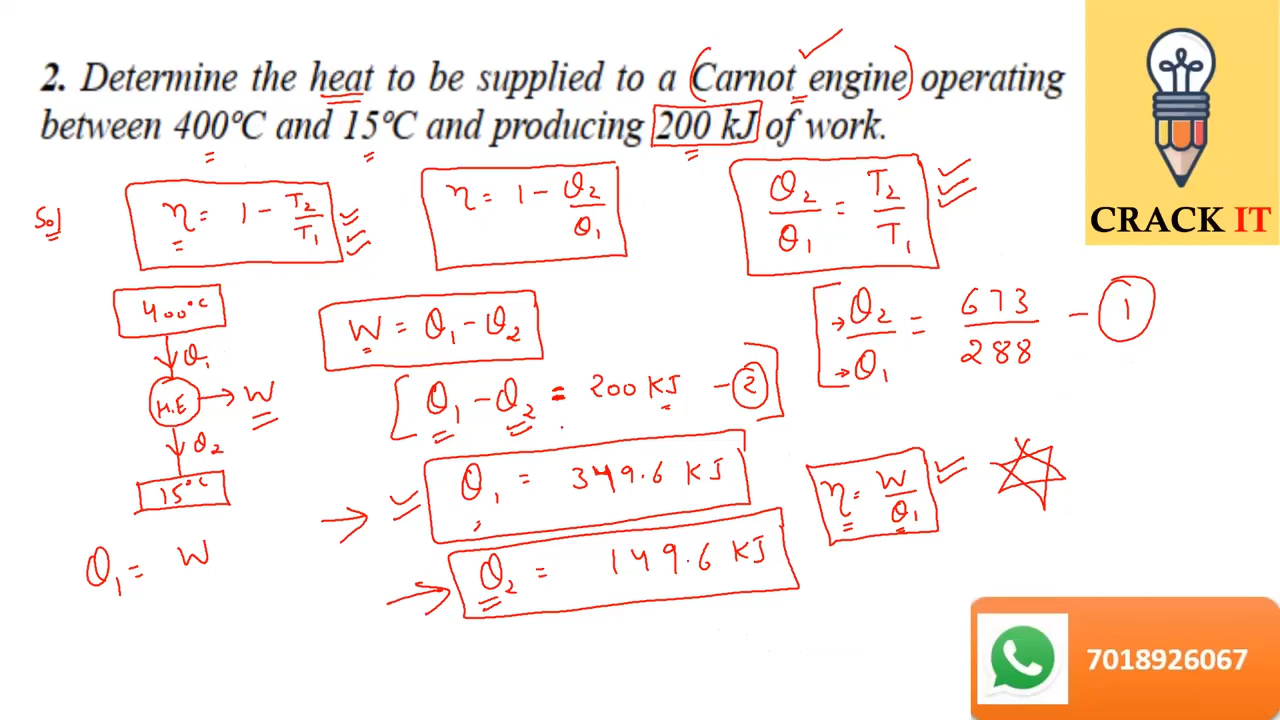 2. Determine the heat to be supplied to a (Carnot engine) operating
between 400°C and 15°C and producing 200 kJ of work.
CRACK IT
Sol
η = 1 - T2/T1
η = 1 - Q2/Q1
Q2/Q1 = T2/T1
400°C
Q1
H.E → W
Q2
15°C
W = Q1 - Q2
Q2/Q1 = 673/288 - 1
[Q1 - Q2 = 200 KJ - 2]
→ Q1 = 349.6 KJ
η = W/Q1
→ Q2 = 149.6 KJ
Q1 = W
7018926067